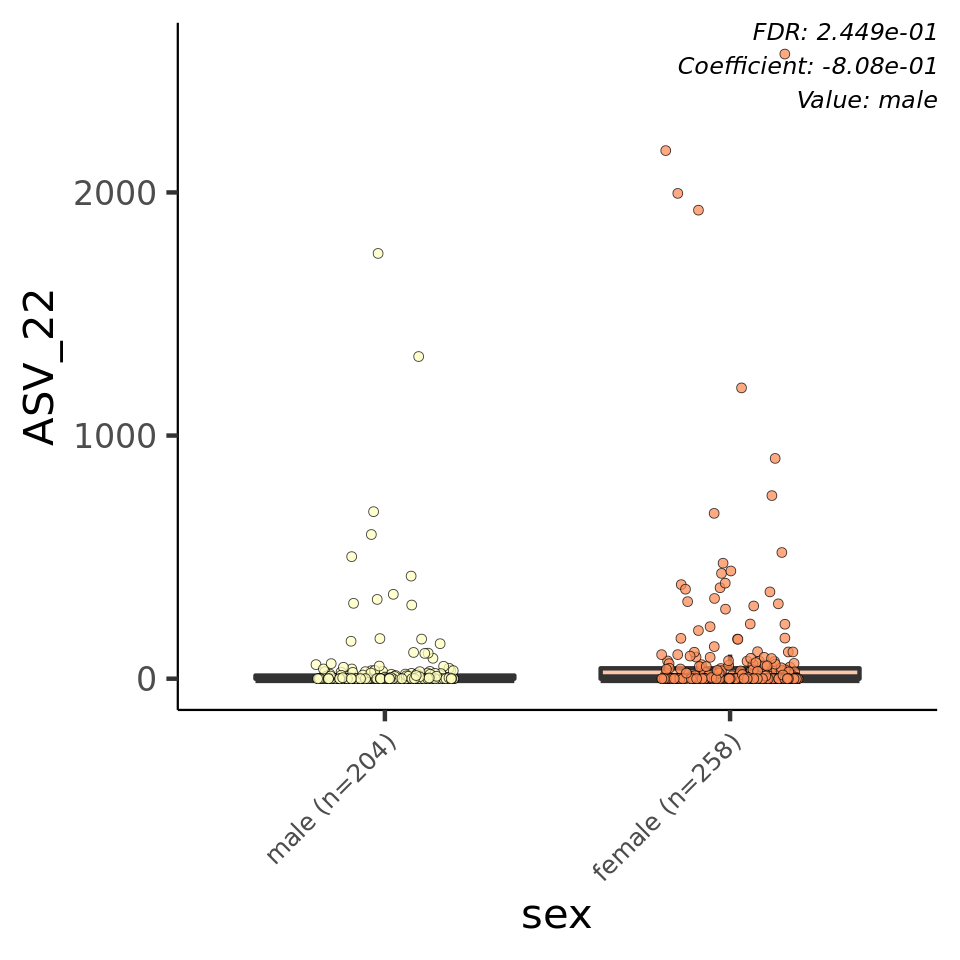 FDR: 2.449e-01
Coefficient: -8.08e-01
Value: male
2000
1000
0
ASV_22
male (n=204)
female (n=258)
sex